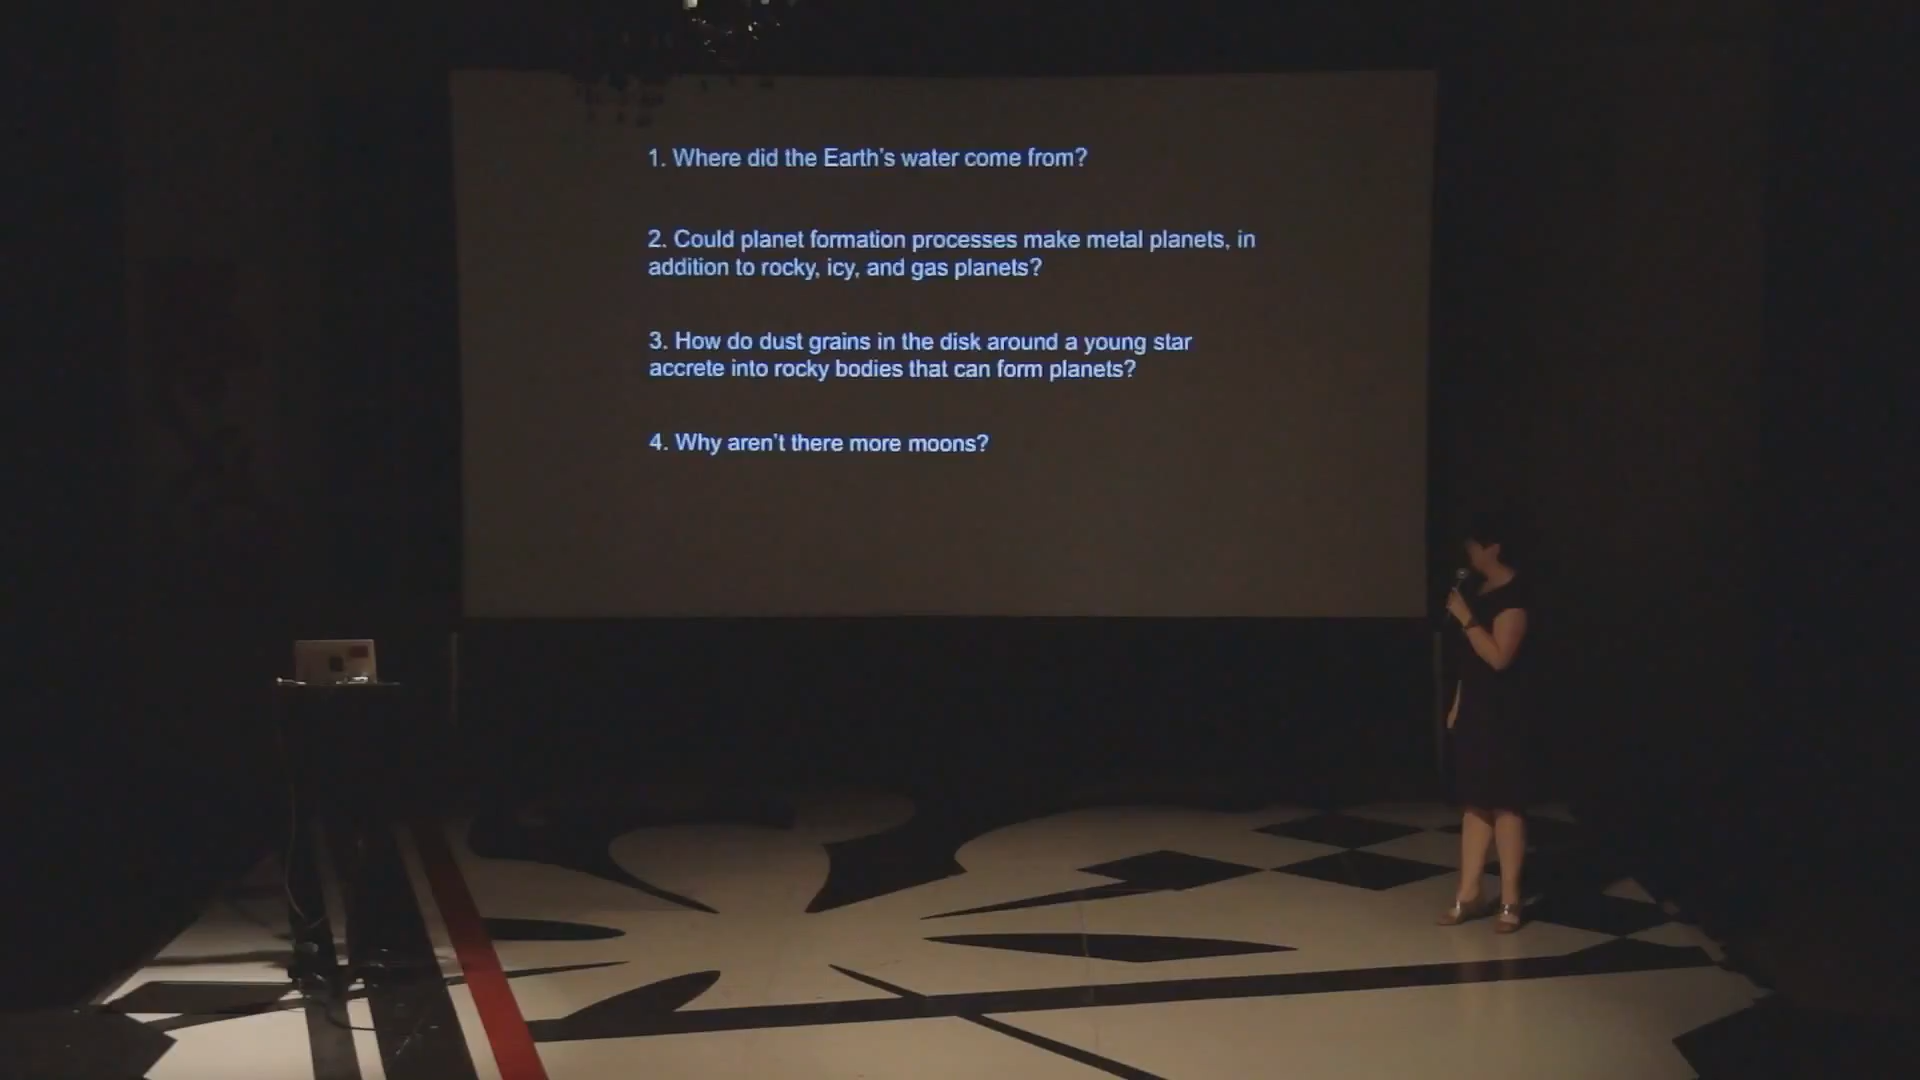 1. Where did the Earth's water come from?
2. Could planet formation processes make metal planets, in
addition to rocky, icy, and gas planets?
3. How do dust grains in the disk around a young star
accrete into rocky bodies that can form planets?
4. Why aren't there more moons?